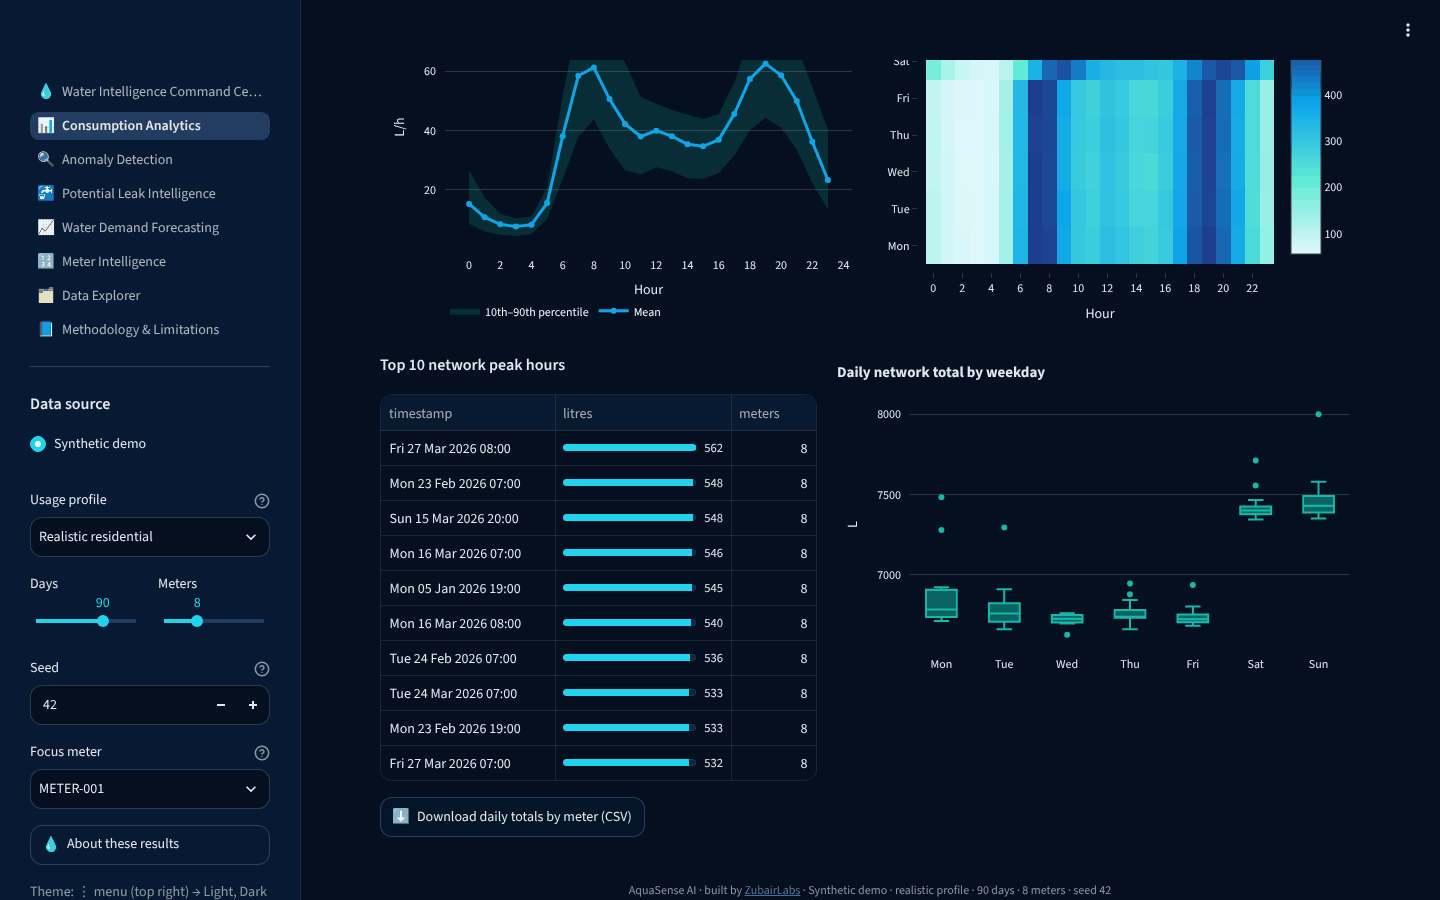 💧 Water Intelligence Command Ce…
📊 Consumption Analytics
🔍 Anomaly Detection
🚰 Potential Leak Intelligence
📈 Water Demand Forecasting
🔢 Meter Intelligence
🗂️ Data Explorer
📘 Methodology & Limitations
Data source
Synthetic demo
Usage profile
Realistic residential
Days Meters
90 8
Seed
42
Focus meter
METER-001
💧 About these results
Theme: ⋮ menu (top right) → Light, Dark
60
40
20
L/h
0 2 4 6 8 10 12 14 16 18 20 22 24
Hour
10th–90th percentile Mean
Sat
Fri
Thu
Wed
Tue
Mon
0 2 4 6 8 10 12 14 16 18 20 22
Hour
400
300
200
100
Top 10 network peak hours
timestamp litres meters
Fri 27 Mar 2026 08:00 562 8
Mon 23 Feb 2026 07:00 548 8
Sun 15 Mar 2026 20:00 548 8
Mon 16 Mar 2026 07:00 546 8
Mon 05 Jan 2026 19:00 545 8
Mon 16 Mar 2026 08:00 540 8
Tue 24 Feb 2026 07:00 536 8
Tue 24 Mar 2026 07:00 533 8
Mon 23 Feb 2026 19:00 533 8
Fri 27 Mar 2026 07:00 532 8
⬇️ Download daily totals by meter (CSV)
Daily network total by weekday
8000
7500
7000
L
Mon Tue Wed Thu Fri Sat Sun
AquaSense AI · built by ZubairLabs · Synthetic demo · realistic profile · 90 days · 8 meters · seed 42